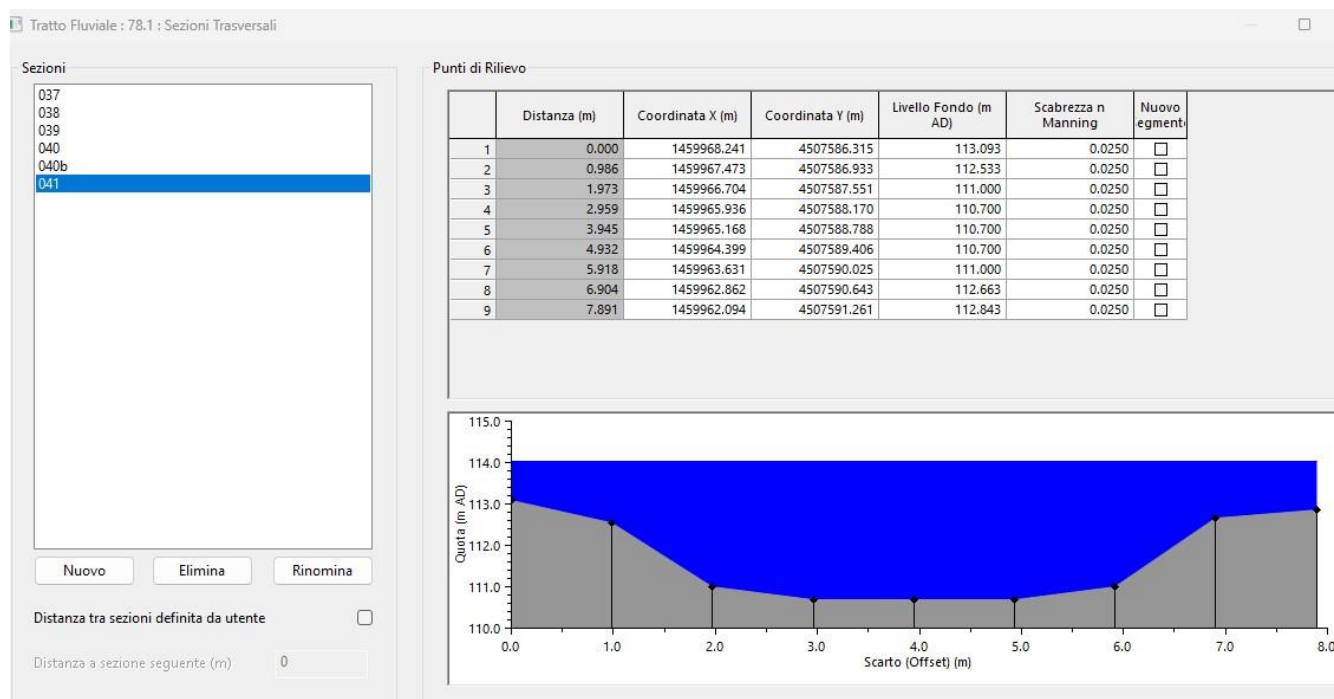 Tratto Fluviale : 78.1 : Sezioni Trasversali
Sezioni
037
038
039
040
040b
041
Nuovo Elimina Rinomina
Distanza tra sezioni definita da utente
Distanza a sezione seguente (m) 0
Punti di Rilievo
Distanza (m) Coordinata X (m) Coordinata Y (m) Livello Fondo (m AD) Scabrezza n Manning Nuovo egment
1 0.000 1459968.241 4507586.315 113.093 0.0250
2 0.986 1459967.473 4507586.933 112.533 0.0250
3 1.973 1459966.704 4507587.551 111.000 0.0250
4 2.959 1459965.936 4507588.170 110.700 0.0250
5 3.945 1459965.168 4507588.788 110.700 0.0250
6 4.932 1459964.399 4507589.406 110.700 0.0250
7 5.918 1459963.631 4507590.025 111.000 0.0250
8 6.904 1459962.862 4507590.643 112.663 0.0250
9 7.891 1459962.094 4507591.261 112.843 0.0250
Quota (m AD)
115.0
114.0
113.0
112.0
111.0
110.0
0.0 1.0 2.0 3.0 4.0 5.0 6.0 7.0 8.0
Scarto (Offset) (m)